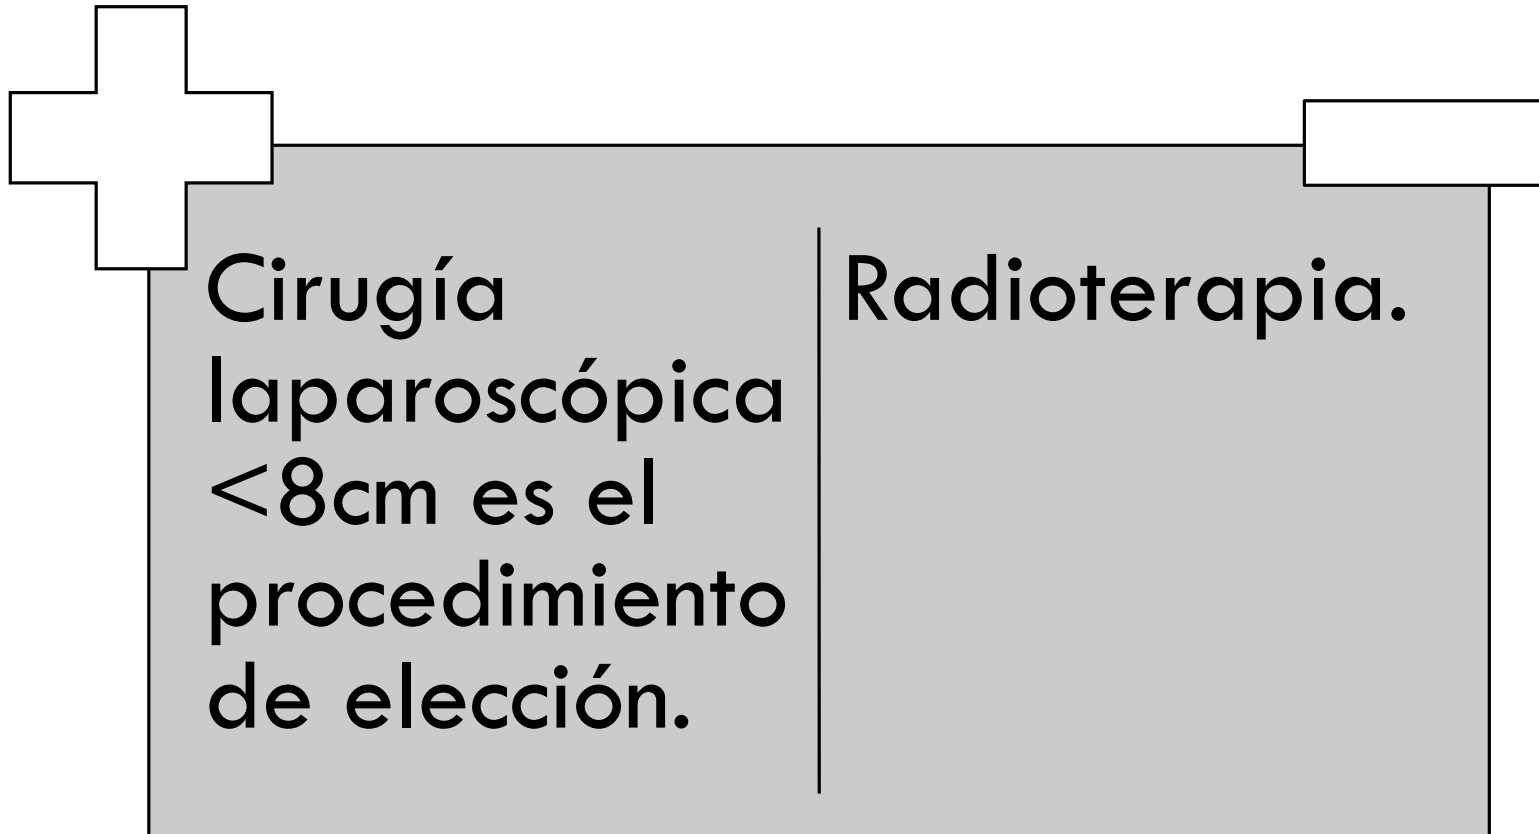 Cirugía
laparoscópica
<8cm es el
procedimiento
de elección.
Radioterapia.